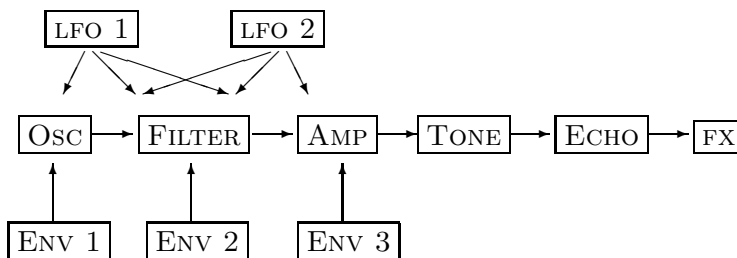 LFO 1 LFO 2
OSC FILTER AMP TONE ECHO FX
ENV 1 ENV 2 ENV 3